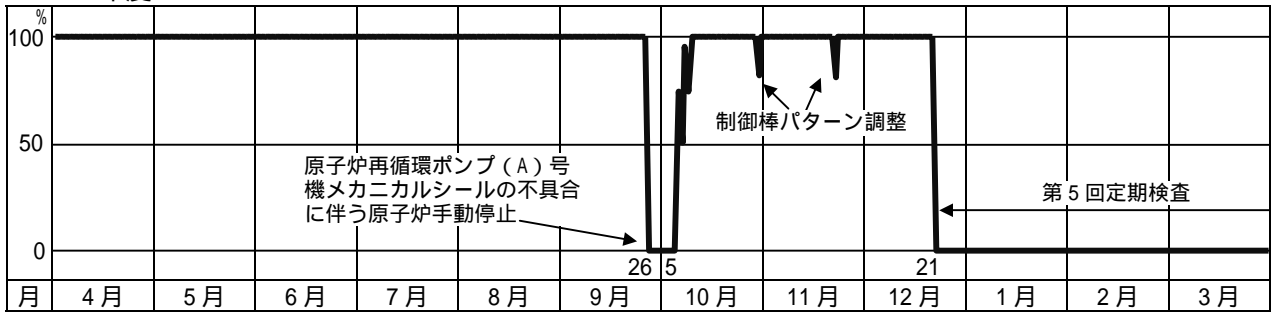 %
100
50
0
制御棒パターン調整
原子炉再循環ポンプ(A)号
機メカニカルシールの不具合
に伴う原子炉手動停止
第5回定期検査
26 5 21
月 4月 5月 6月 7月 8月 9月 10月 11月 12月 1月 2月 3月